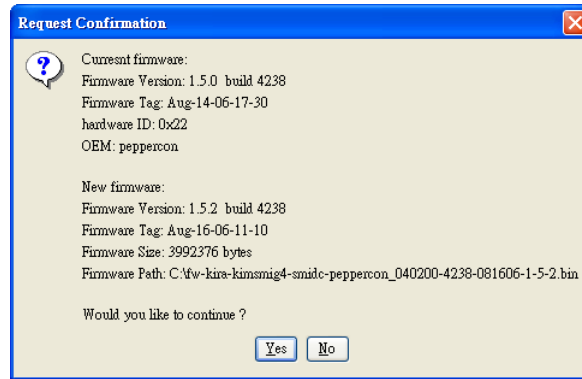 Request Confirmation
Curresnt firmware:
Firmware Version: 1.5.0 build 4238
Firmware Tag: Aug-14-06-17-30
hardware ID: 0x22
OEM: peppercon
New firmware:
Firmware Version: 1.5.2 build 4238
Firmware Tag: Aug-16-06-11-10
Firmware Size: 3992376 bytes
Firmware Path: C:\fw-kira-kimsmig4-smidc-peppercon_040200-4238-081606-1-5-2.bin
Would you like to continue ?
Yes No